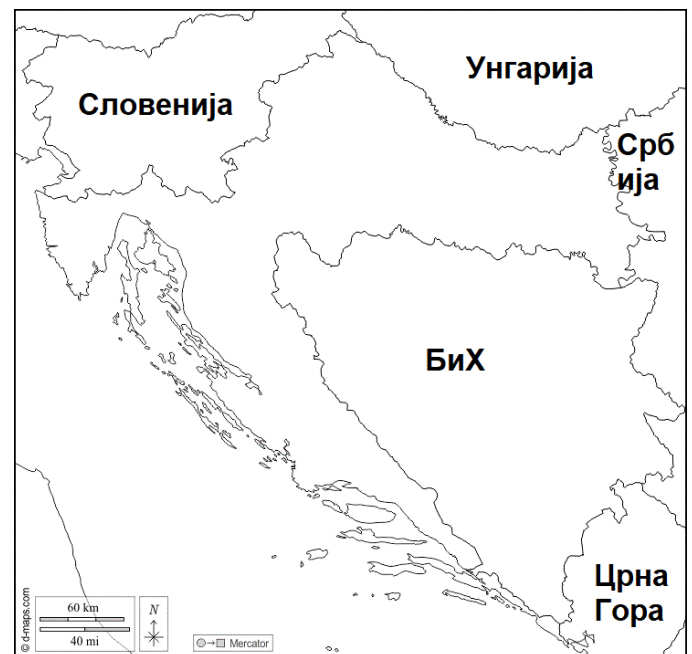 Унгарија
Словенија
Срб
ија
БиХ
Црна
Гора
60 km
40 mi
N
Mercator
© d-maps.com